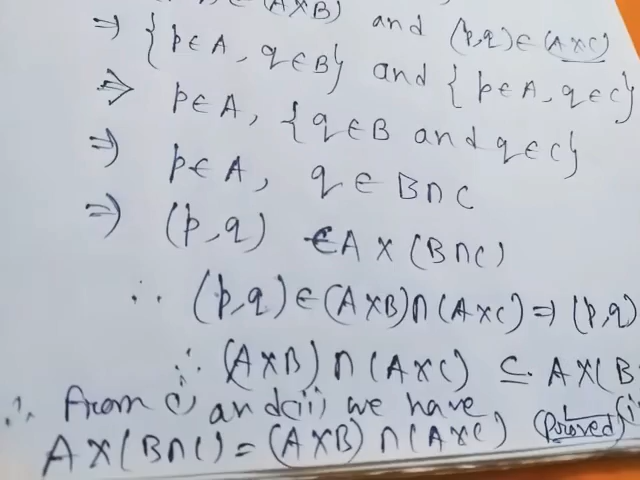 ∈ (A×B) and (p,q) ∈ (A×C)
⇒ {p∈A, q∈B} and {p∈A, q∈C}
⇒ p∈A, {q∈B and q∈C}
⇒ p∈A, q∈B∩C
⇒ (p,q) ∈ A×(B∩C)
∴ (p,q)∈(A×B)∩(A×C)⇒(p,q)
∴ (A×B)∩(A×C) ⊆ A×(B
∴ From (i) and (ii) we have
A×(B∩C)=(A×B)∩(A×C) (Proved)